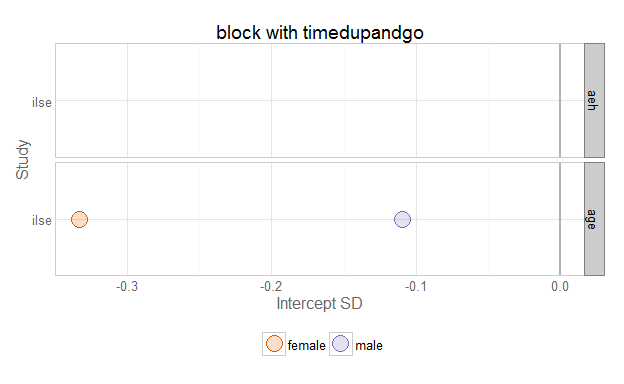 block with timedupandgo
ilse
aeh
Study
ilse
age
-0.3
-0.2
-0.1
0.0
Intercept SD
female
male